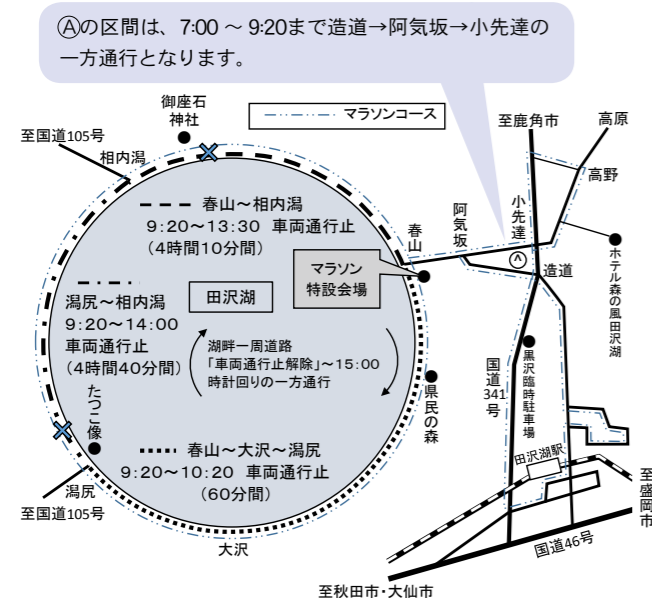 Ⓐの区間は、7:00 ～ 9:20まで造道→阿気坂→小先達の
一方通行となります。
御座石
神社
マラソンコース
至国道105号
相内潟
至鹿角市
高原
高野
小先達
阿気坂
春山
Ⓐ
造道
ホテル森の風田沢湖
春山～相内潟
9:20～13:30 車両通行止
（4時間10分間）
マラソン
特設会場
田沢湖
潟尻～相内潟
9:20～14:00
車両通行止
（4時間40分間）
湖畔一周道路
「車両通行止解除」～15:00
時計回りの一方通行
たつこ像
県民の森
国道341号
黒沢臨時駐車場
春山～大沢～潟尻
9:20～10:20 車両通行止
（60分間）
田沢湖駅
潟尻
至国道105号
大沢
至盛岡市
国道46号
至秋田市・大仙市